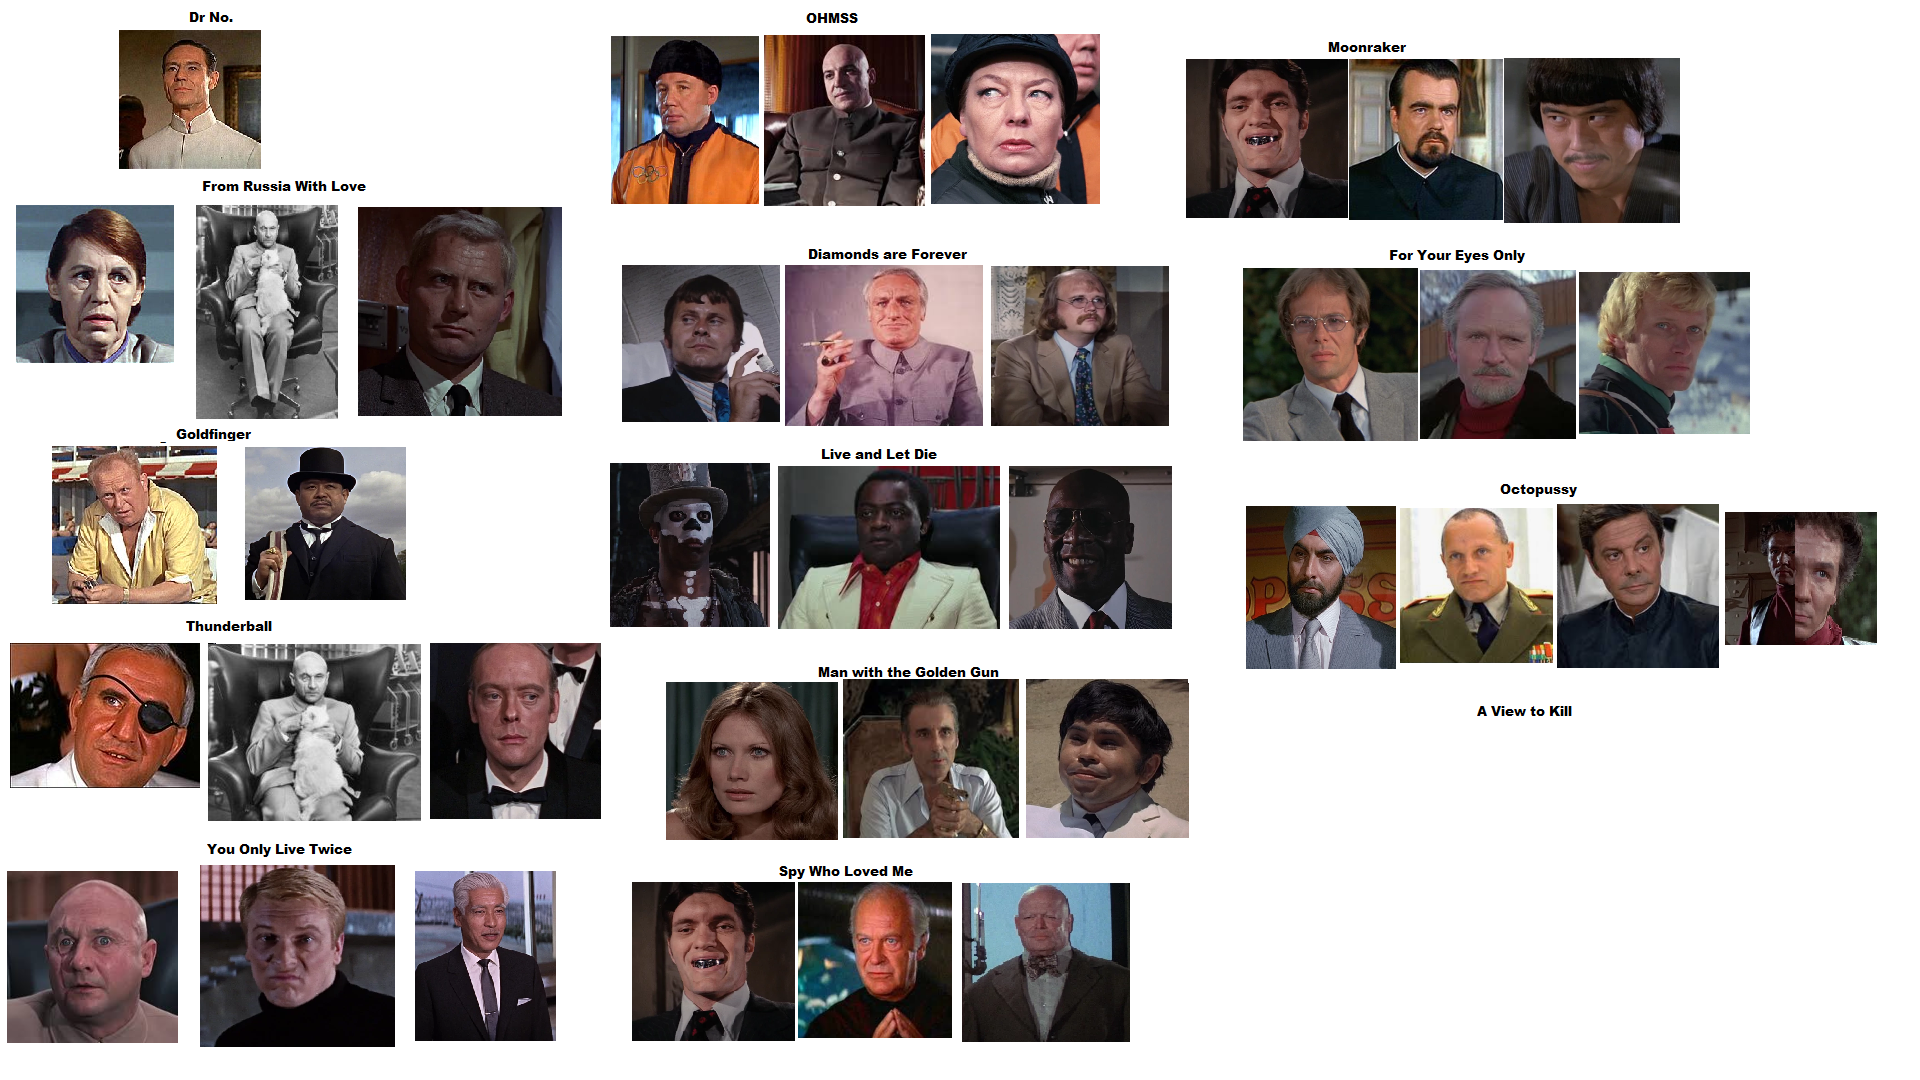 Dr No.
From Russia With Love
Goldfinger
Thunderball
You Only Live Twice
OHMSS
Diamonds are Forever
Live and Let Die
Man with the Golden Gun
Spy Who Loved Me
Moonraker
For Your Eyes Only
Octopussy
A View to Kill